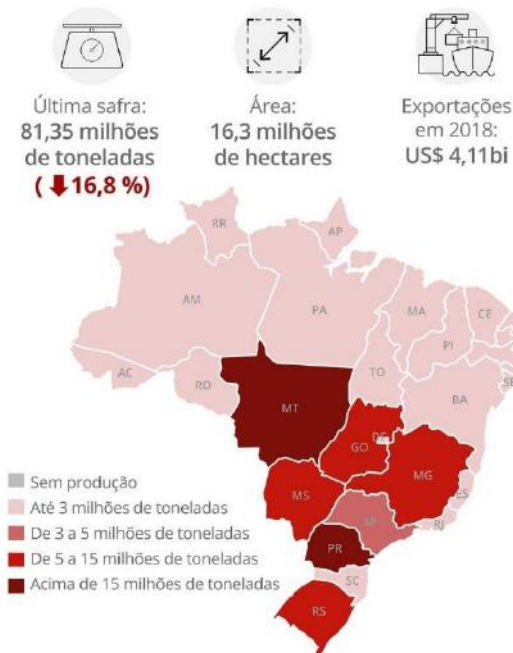 Última safra:
81,35 milhões
de toneladas
(⬇16,8 %)
Área:
16,3 milhões
de hectares
Exportações
em 2018:
US$ 4,11bi
RR
AP
AM
PA
MA
CE
PI
AC
RO
TO
SE
BA
MT
DF
GO
MG
ES
MS
SP
RJ
PR
SC
RS
Sem produção
Até 3 milhões de toneladas
De 3 a 5 milhões de toneladas
De 5 a 15 milhões de toneladas
Acima de 15 milhões de toneladas